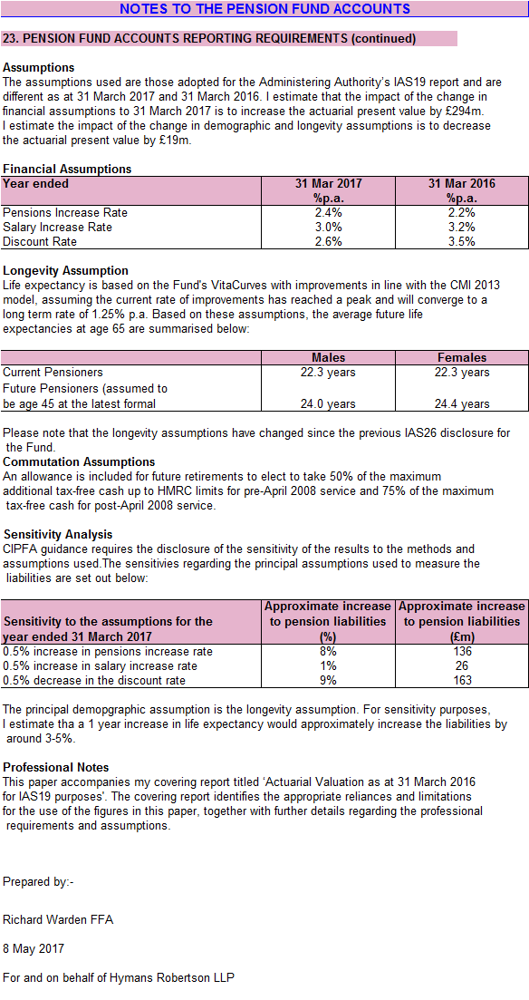 NOTES TO THE PENSION FUND ACCOUNTS
23. PENSION FUND ACCOUNTS REPORTING REQUIREMENTS (continued)
Assumptions
The assumptions used are those adopted for the Administering Authority's IAS19 report and are
different as at 31 March 2017 and 31 March 2016. I estimate that the impact of the change in
financial assumptions to 31 March 2017 is to increase the actuarial present value by £294m.
I estimate the impact of the change in demographic and longevity assumptions is to decrease
the actuarial present value by £19m.
Financial Assumptions
Year ended 31 Mar 2017 31 Mar 2016
%p.a. %p.a.
Pensions Increase Rate 2.4% 2.2%
Salary Increase Rate 3.0% 3.2%
Discount Rate 2.6% 3.5%
Longevity Assumption
Life expectancy is based on the Fund's VitaCurves with improvements in line with the CMI 2013
model, assuming the current rate of improvements has reached a peak and will converge to a
long term rate of 1.25% p.a. Based on these assumptions, the average future life
expectancies at age 65 are summarised below:
Males Females
Current Pensioners 22.3 years 22.3 years
Future Pensioners (assumed to
be age 45 at the latest formal 24.0 years 24.4 years
Please note that the longevity assumptions have changed since the previous IAS26 disclosure for
the Fund.
Commutation Assumptions
An allowance is included for future retirements to elect to take 50% of the maximum
additional tax-free cash up to HMRC limits for pre-April 2008 service and 75% of the maximum
tax-free cash for post-April 2008 service.
Sensitivity Analysis
CIPFA guidance requires the disclosure of the sensitivity of the results to the methods and
assumptions used.The sensitivies regarding the principal assumptions used to measure the
liabilities are set out below:
Approximate increase Approximate increase
Sensitivity to the assumptions for the to pension liabilities to pension liabilities
year ended 31 March 2017 (%) (£m)
0.5% increase in pensions increase rate 8% 136
0.5% increase in salary increase rate 1% 26
0.5% decrease in the discount rate 9% 163
The principal demopgraphic assumption is the longevity assumption. For sensitivity purposes,
I estimate tha a 1 year increase in life expectancy would approximately increase the liabilities by
around 3-5%.
Professional Notes
This paper accompanies my covering report titled 'Actuarial Valuation as at 31 March 2016
for IAS19 purposes'. The covering report identifies the appropriate reliances and limitations
for the use of the figures in this paper, together with further details regarding the professional
requirements and assumptions.
Prepared by:-
Richard Warden FFA
8 May 2017
For and on behalf of Hymans Robertson LLP